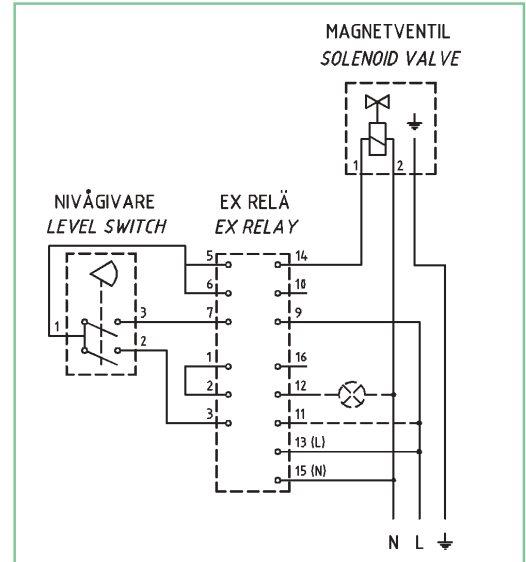 MAGNETVENTIL
SOLENOID VALVE
1
2
NIVÅGIVARE
LEVEL SWITCH
EX RELÄ
EX RELAY
1
3
2
5
6
7
1
2
3
14
10
9
16
12
11
13 (L)
15 (N)
N L